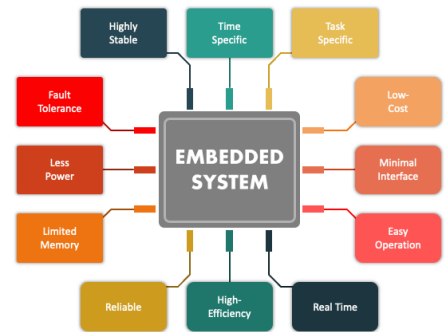 Highly
Stable
Time
Specific
Task
Specific
Fault
Tolerance
Low-
Cost
EMBEDDED
SYSTEM
Less
Power
Minimal
Interface
Limited
Memory
Easy
Operation
Reliable
High-
Efficiency
Real Time